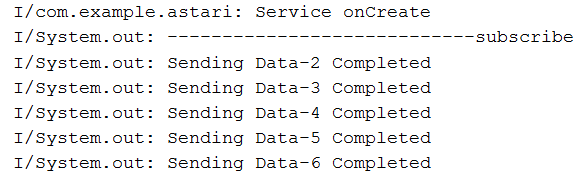 I/com.example.astari: Service onCreate
I/System.out: ----------------------------subscribe
I/System.out: Sending Data-2 Completed
I/System.out: Sending Data-3 Completed
I/System.out: Sending Data-4 Completed
I/System.out: Sending Data-5 Completed
I/System.out: Sending Data-6 Completed